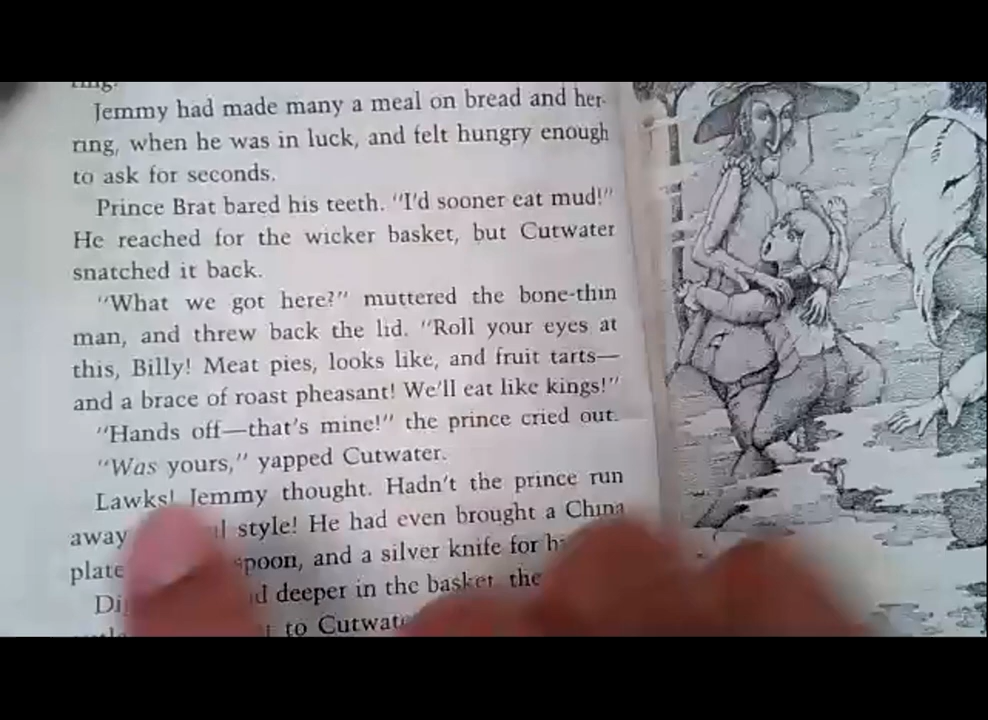 Jemmy had made many a meal on bread and her-
ring, when he was in luck, and felt hungry enough
to ask for seconds.
Prince Brat bared his teeth. "I'd sooner eat mud!"
He reached for the wicker basket, but Cutwater
snatched it back.
"What we got here?" muttered the bone-thin
man, and threw back the lid. "Roll your eyes at
this, Billy! Meat pies, looks like, and fruit tarts—
and a brace of roast pheasant! We'll eat like kings!"
"Hands off—that's mine!" the prince cried out.
"Was yours," yapped Cutwater.
Lawks! Jemmy thought. Hadn't the prince run
away style! He had even brought a China
plate spoon, and a silver knife for
deeper in the basket, the
to